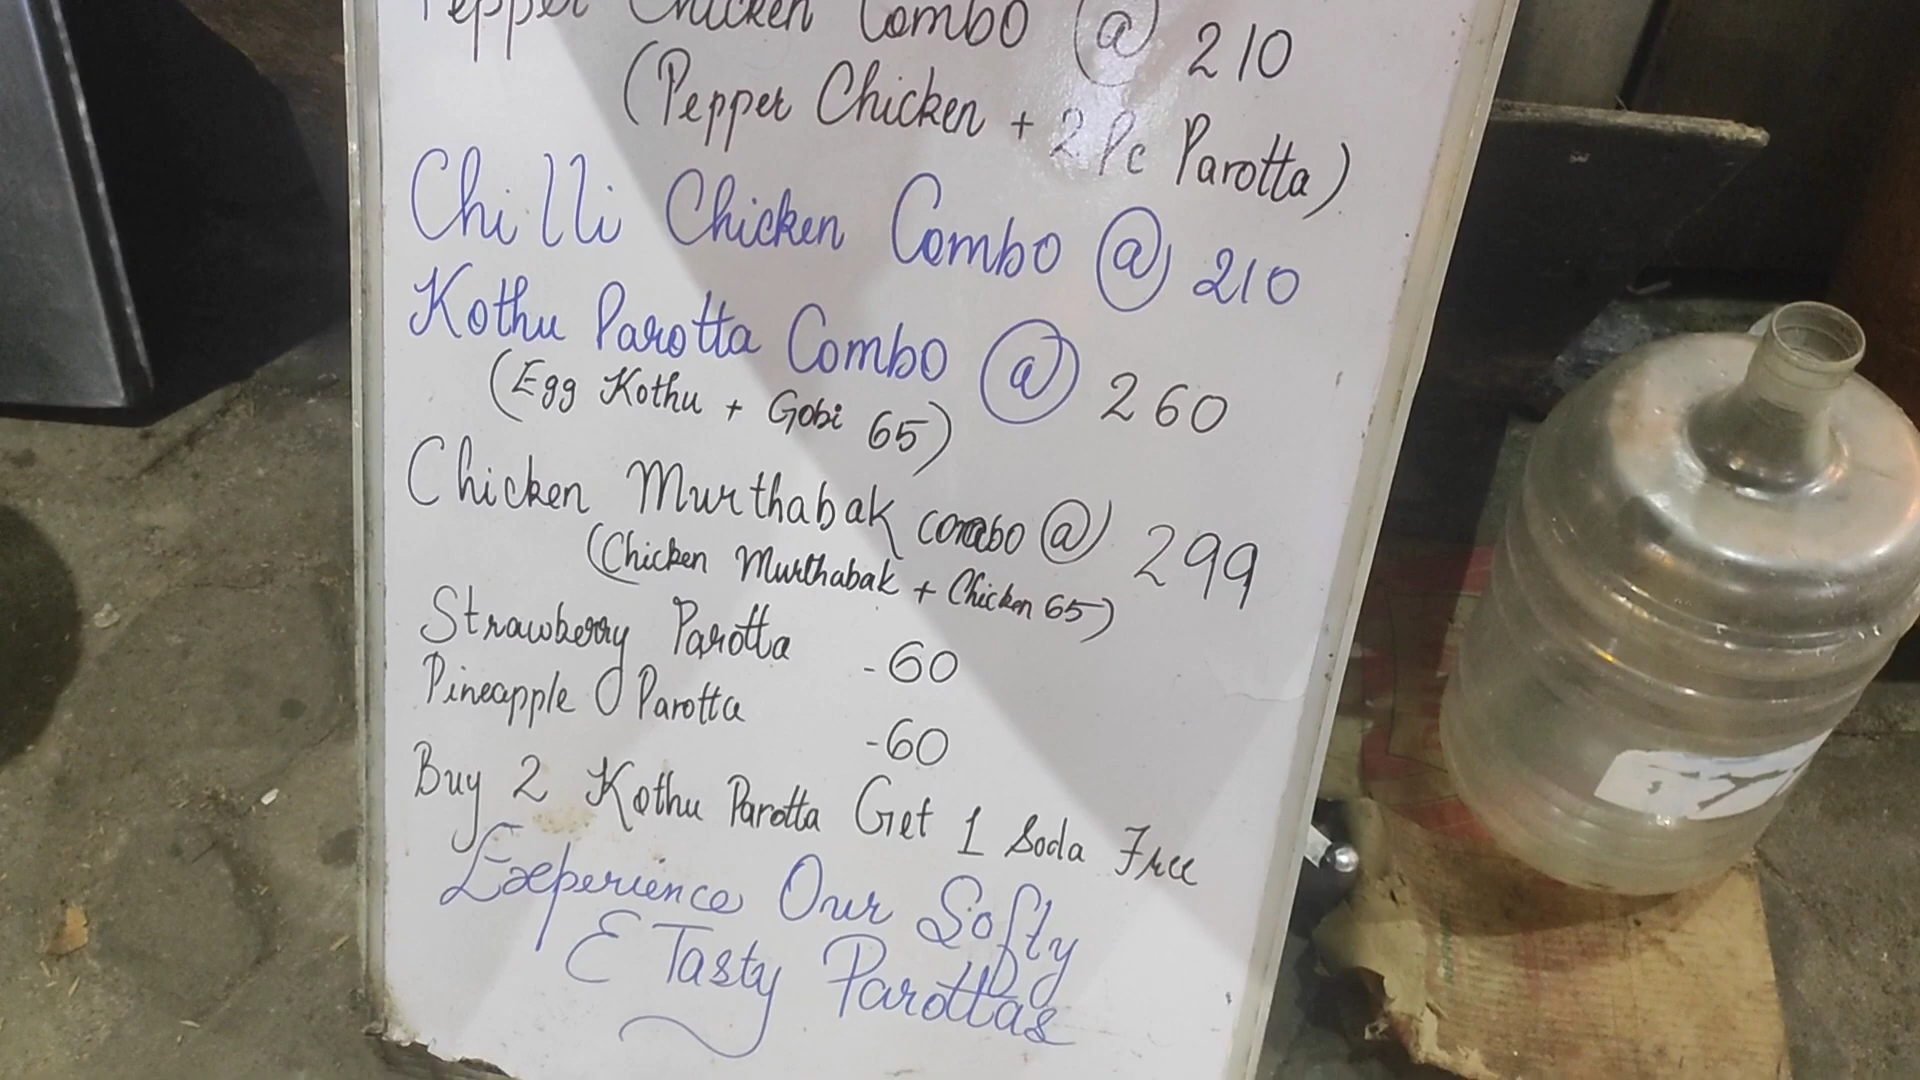 Pepper Chicken Combo @ 210
(Pepper Chicken + 2 Pc Parotta)
Chilli Chicken Combo @ 210
Kothu Parotta Combo @ 260
(Egg Kothu + Gobi 65)
Chicken Murthabak combo @ 299
(Chicken Murthabak + Chicken 65)
Strawberry Parotta -60
Pineapple Parotta -60
Buy 2 Kothu Parotta Get 1 Soda Free
Experience Our Softy
& Tasty Parottas